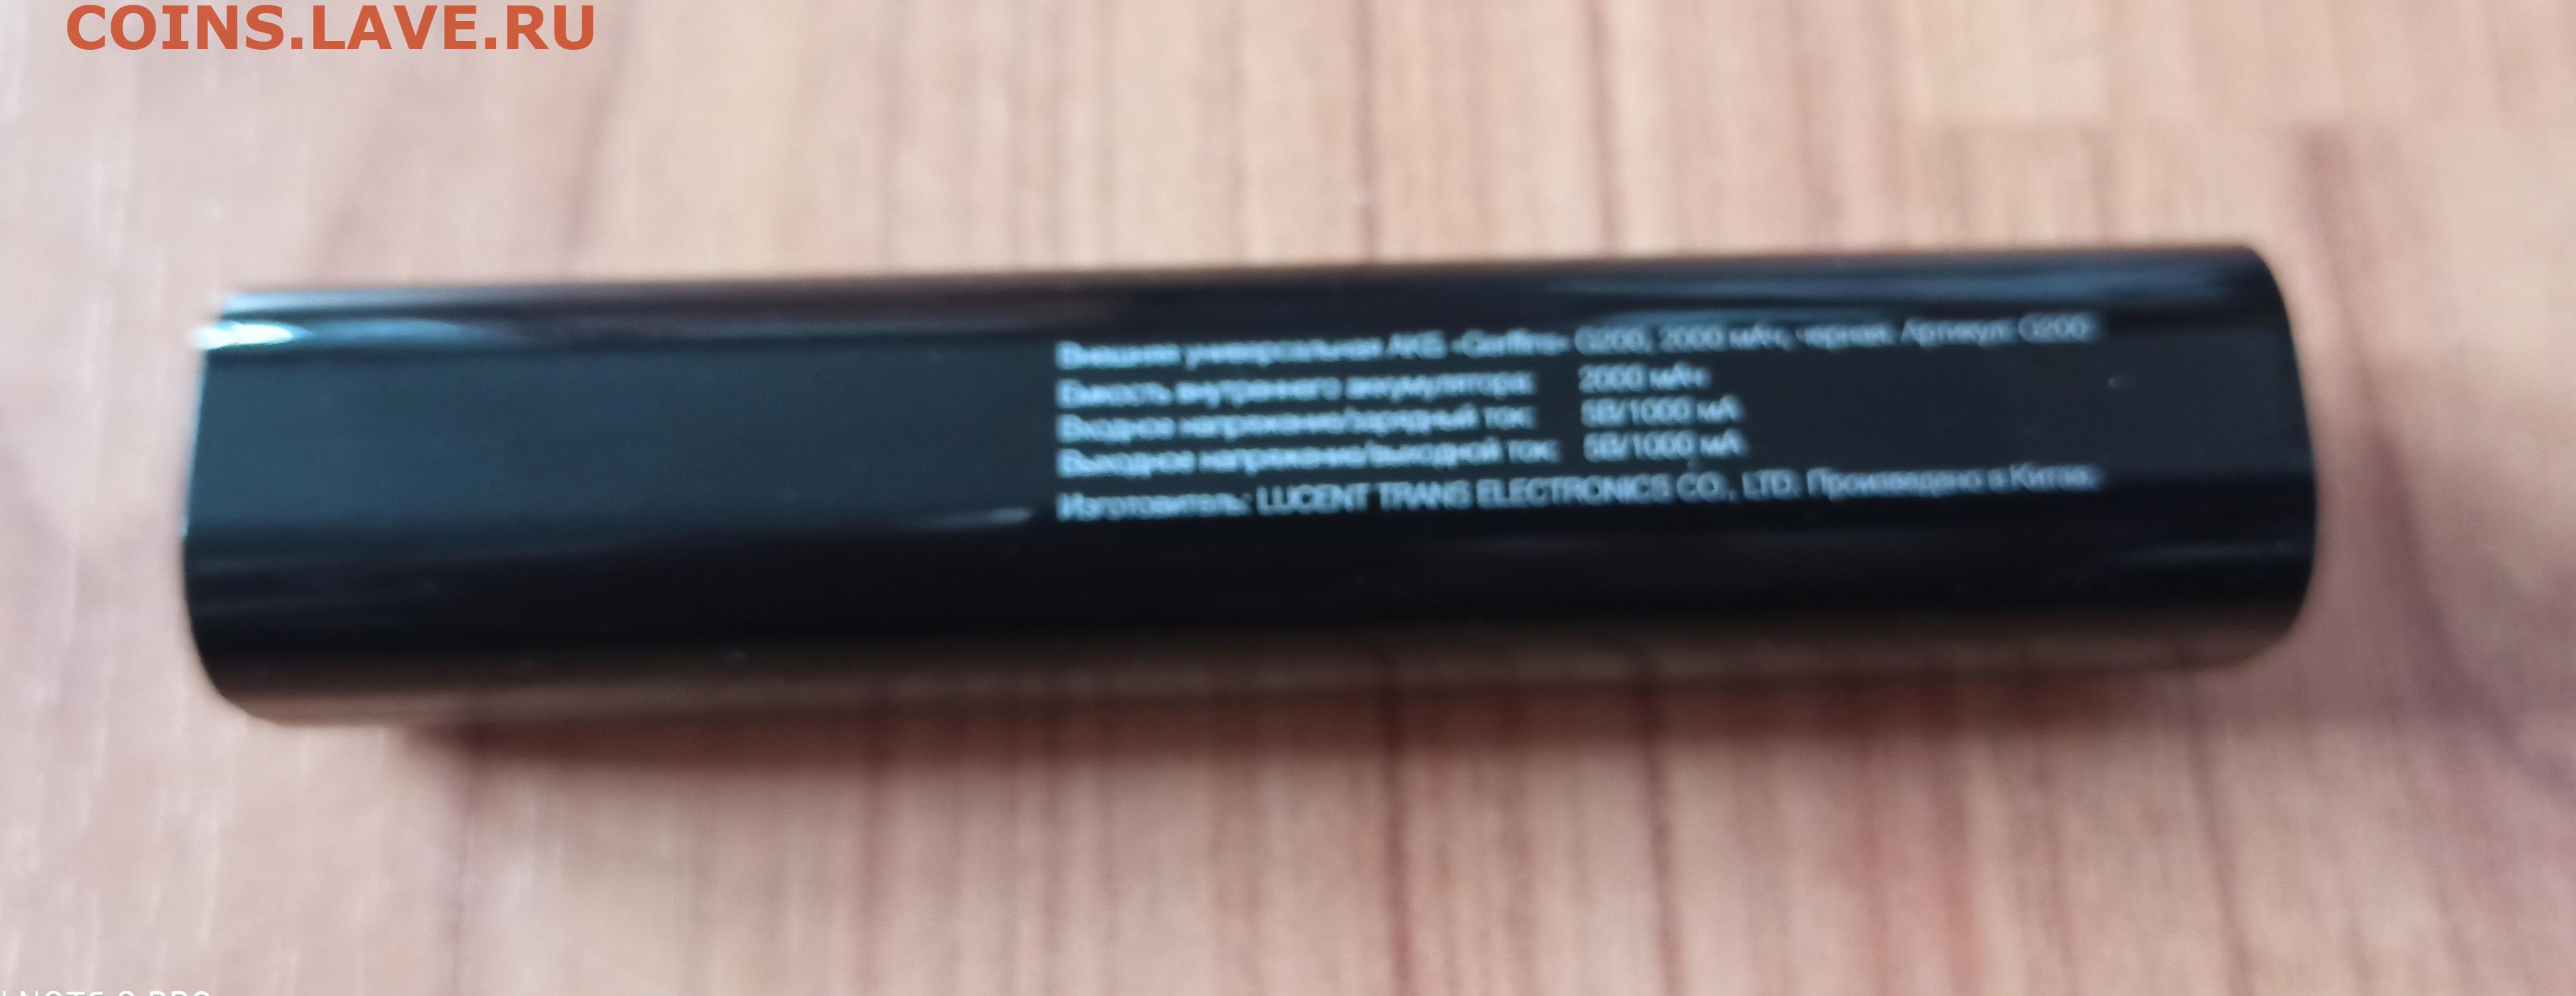 COINS.LAVE.RU
Внешняя универсальная АКБ «Gerffins» G200, 2000 мАч, черная. Артикул: G200
Емкость внутреннего аккумулятора: 2000 мАч
Входное напряжение/зарядный ток: 5В/1000 мА
Выходное напряжение/выходной ток: 5В/1000 мА
Изготовитель: LUCENT TRANS ELECTRONICS CO., LTD. Произведено в Китае.